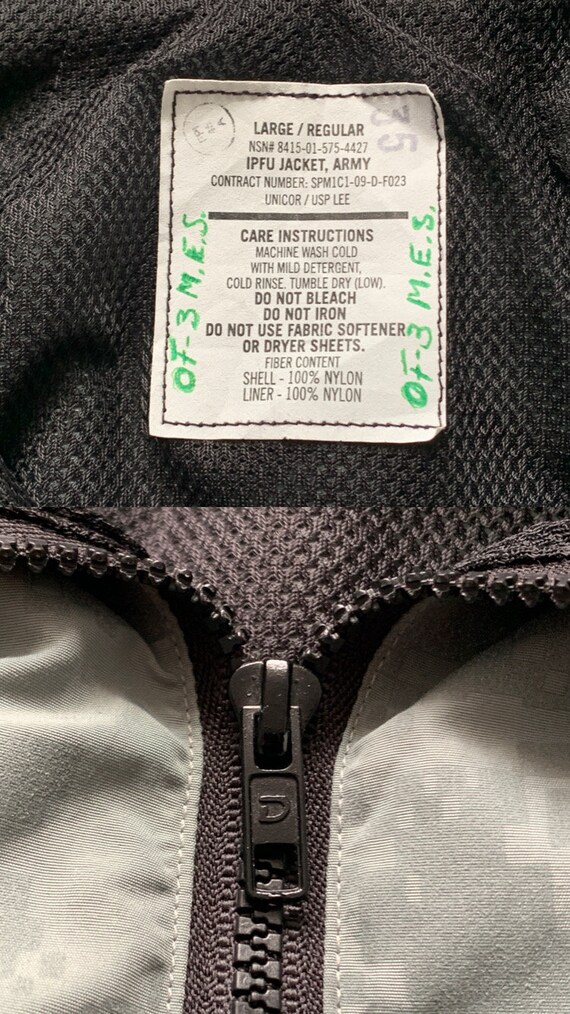 35
LARGE / REGULAR
NSN# 8415-01-575-4427
IPFU JACKET, ARMY
CONTRACT NUMBER: SPM1C1-09-D-F023
UNICOR / USP LEE
CARE INSTRUCTIONS
MACHINE WASH COLD
WITH MILD DETERGENT,
COLD RINSE. TUMBLE DRY (LOW).
DO NOT BLEACH
DO NOT IRON
DO NOT USE FABRIC SOFTENER
OR DRYER SHEETS.
FIBER CONTENT
SHELL - 100% NYLON
LINER - 100% NYLON
OF-3 M.E.S.
OF-3 M.E.S.
D